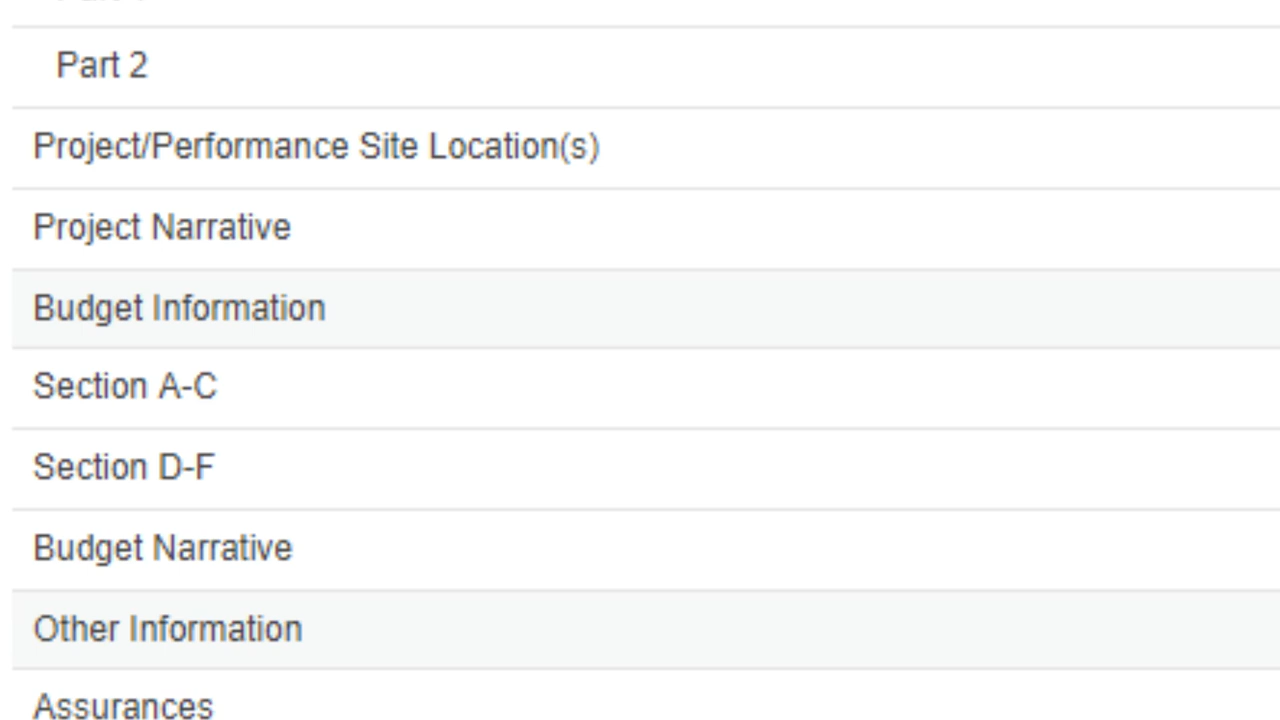 Part 2
Project/Performance Site Location(s)
Project Narrative
Budget Information
Section A-C
Section D-F
Budget Narrative
Other Information
Assurances